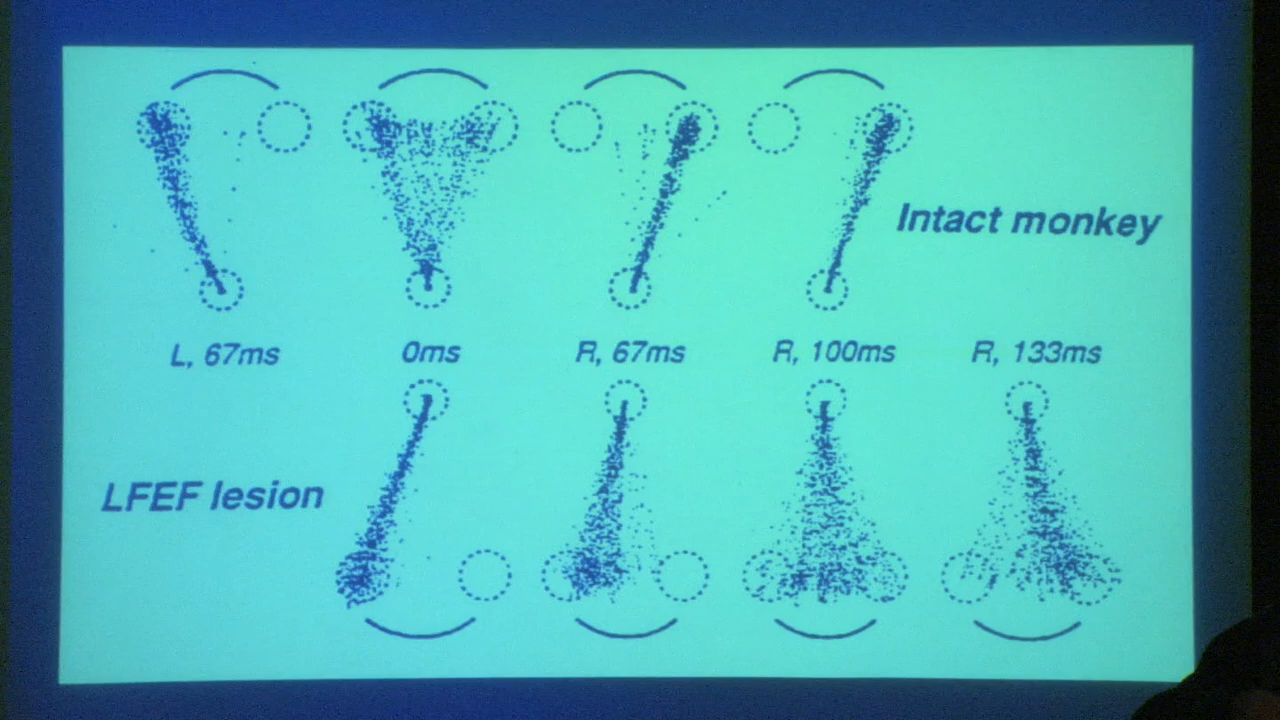 Intact monkey
L, 67ms
0ms
R, 67ms
R, 100ms
R, 133ms
LFEF lesion